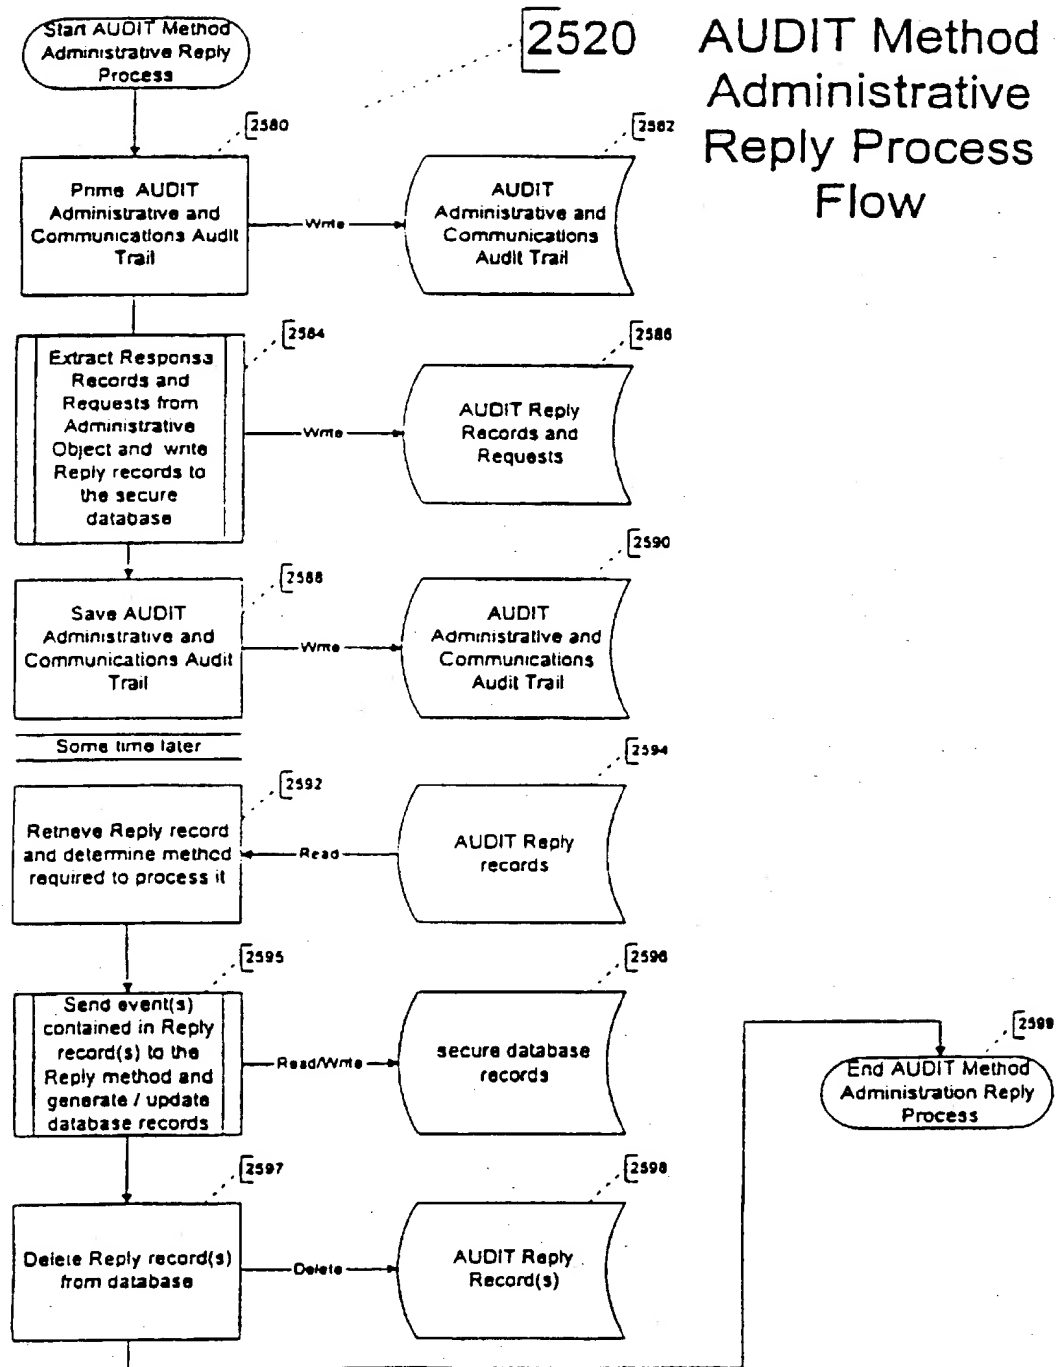 Start AUDIT Method
Administrative Reply
Process
2520
AUDIT Method
Administrative
Reply Process
Flow
2580
Prime AUDIT
Administrative and
Communications Audit
Trail
Write
2582
AUDIT
Administrative and
Communications
Audit Trail
2584
Extract Response
Records and
Requests from
Administrative
Object and write
Reply records to
the secure
database
Write
2586
AUDIT Reply
Records and
Requests
2588
Save AUDIT
Administrative and
Communications Audit
Trail
Write
2590
AUDIT
Administrative and
Communications
Audit Trail
Some time later
2592
Retrieve Reply record
and determine method
required to process it
Read
2594
AUDIT Reply
records
2595
Send event(s)
contained in Reply
record(s) to the
Reply method and
generate / update
database records
Read/Write
2596
secure database
records
2597
Delete Reply record(s)
from database
Delete
2598
AUDIT Reply
Record(s)
2599
End AUDIT Method
Administration Reply
Process